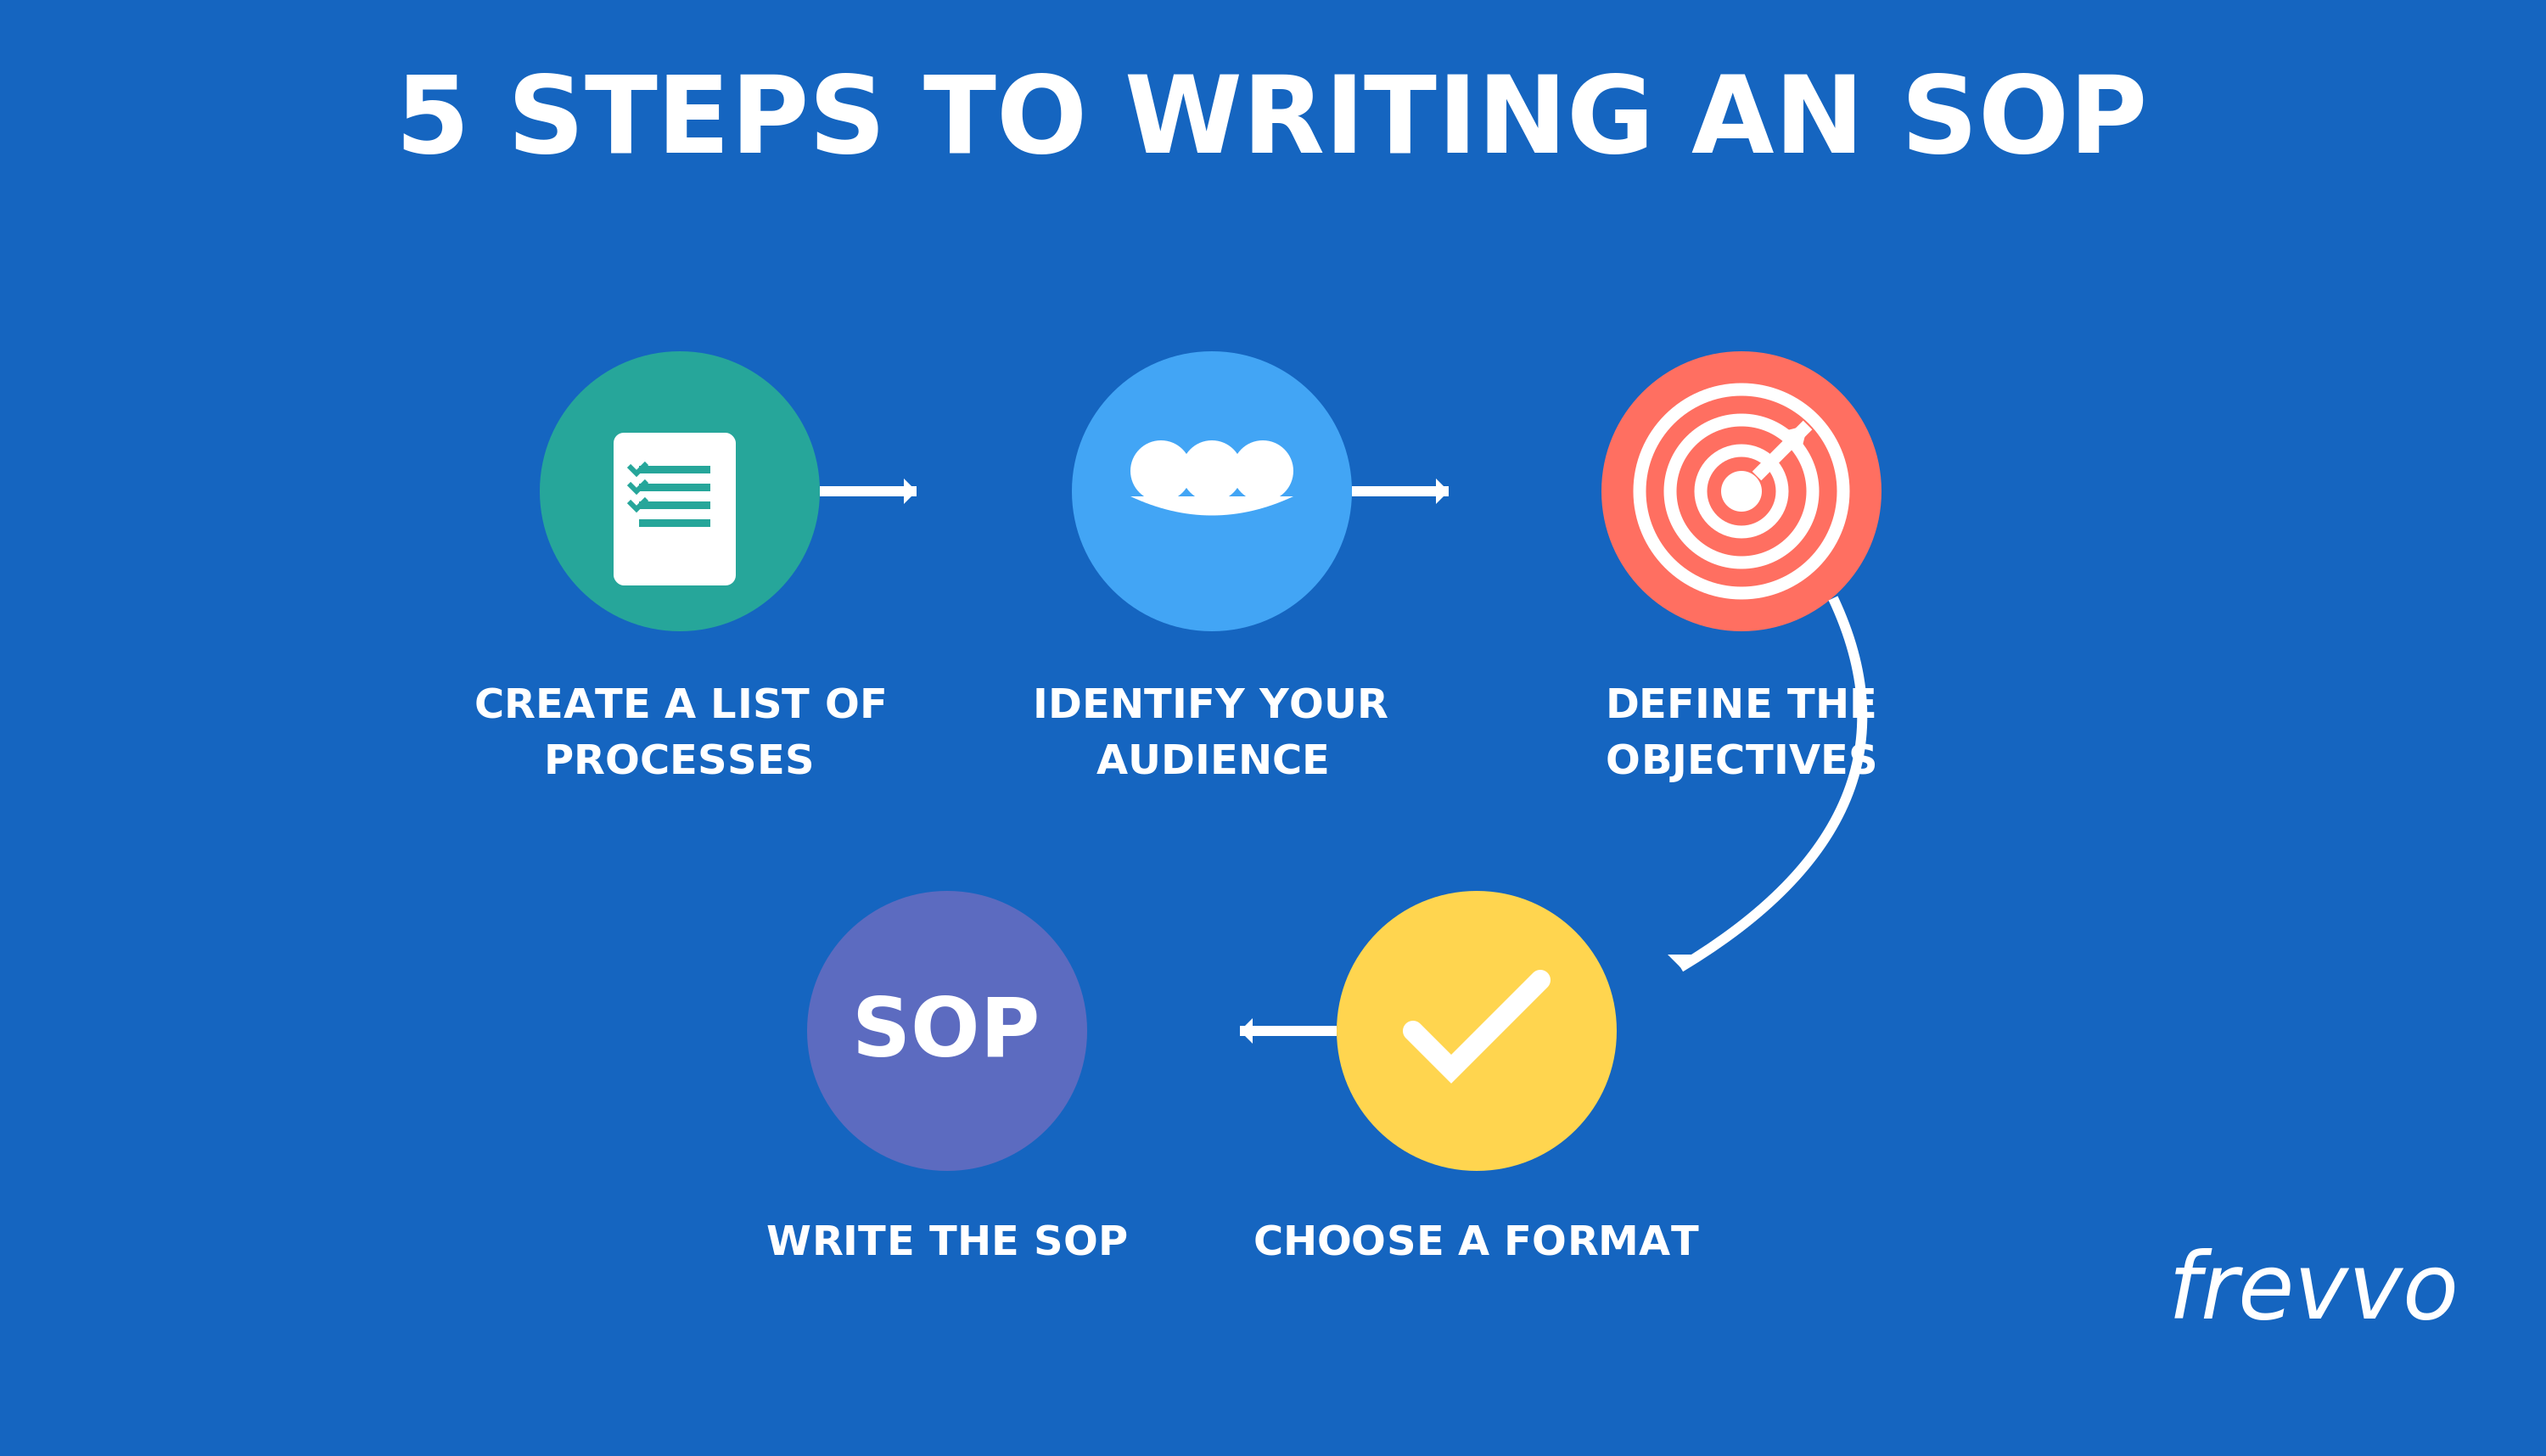 5 STEPS TO WRITING AN SOP
CREATE A LIST OF
PROCESSES
IDENTIFY YOUR
AUDIENCE
DEFINE THE
OBJECTIVES
SOP
WRITE THE SOP
CHOOSE A FORMAT
frevvo